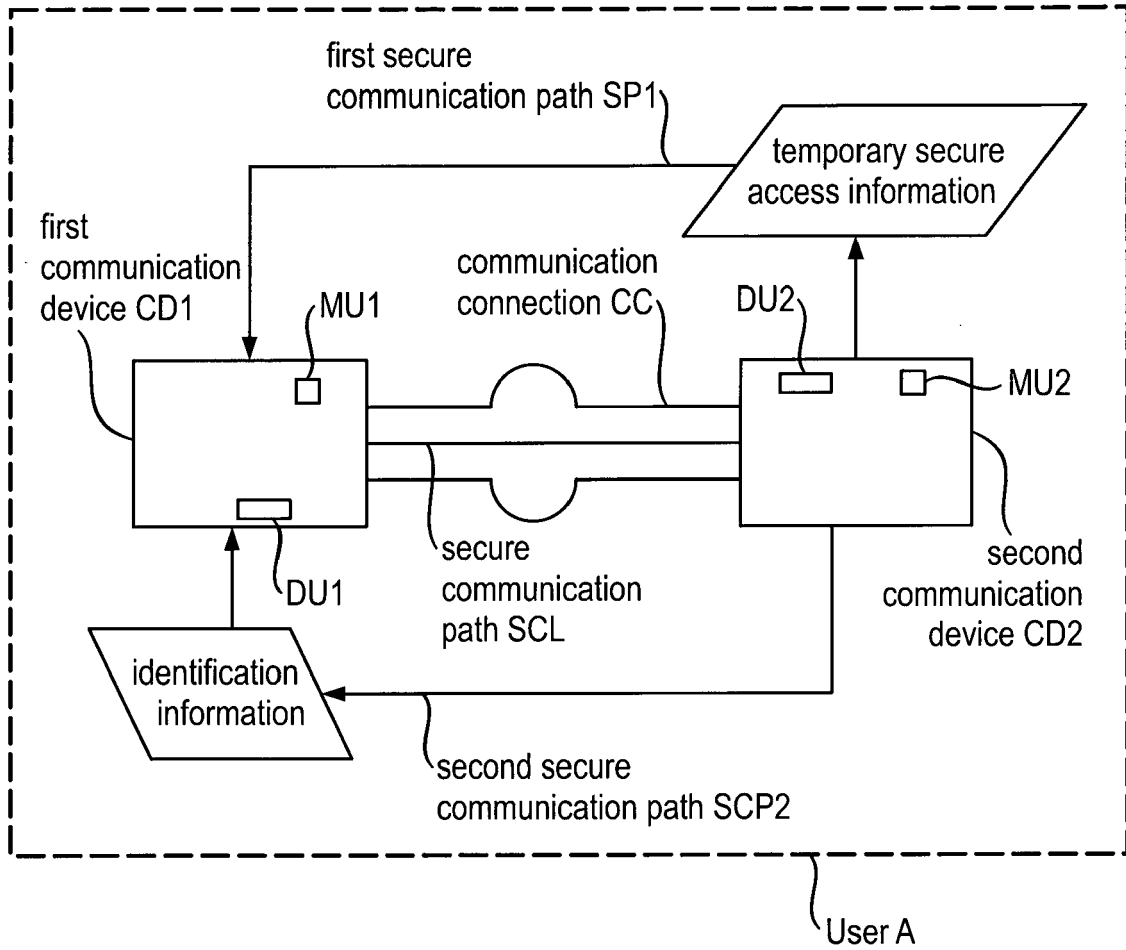 first secure
communication path SP1
temporary secure
access information
first
communication
device CD1
communication
connection CC
MU1
DU2
MU2
DU1
secure
communication
path SCL
second
communication
device CD2
identification
information
second secure
communication path SCP2
User A